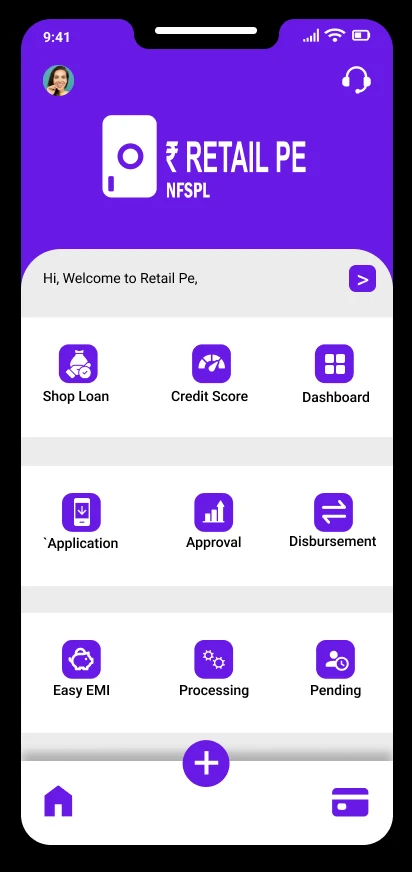 9:41
₹ RETAIL PE
NFSPL
Hi, Welcome to Retail Pe,
>
Shop Loan Credit Score Dashboard
`Application Approval Disbursement
Easy EMI Processing Pending